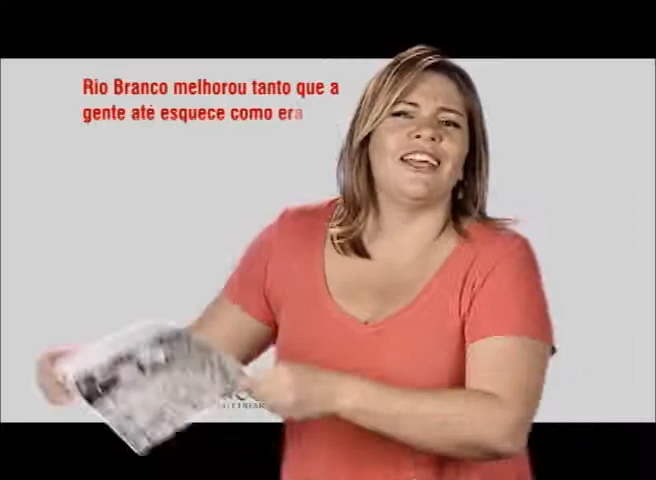 Rio Branco melhorou tanto que a
gente até esquece como era